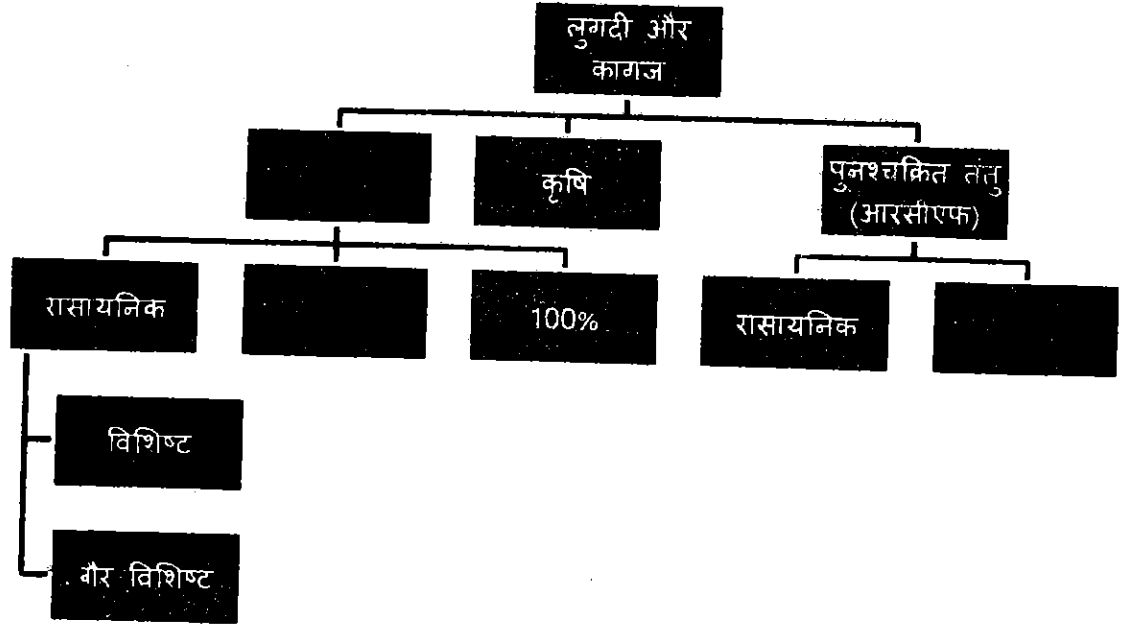 लुगदी और
कागज
कृषि
पुनश्चक्रित तंतु
(आरसीएफ)
रासायनिक
100%
रासायनिक
विशिष्ट
गैर विशिष्ट